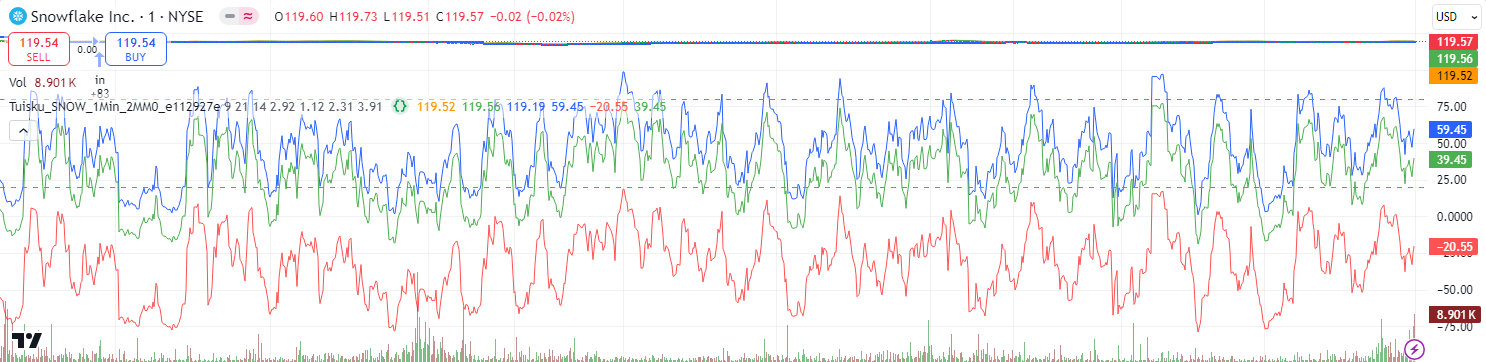 Snowflake Inc. · 1 · NYSE O119.60 H119.73 L119.51 C119.57 −0.02 (−0.02%)
USD
119.54 SELL
0.00
119.54 BUY
119.57
119.56
119.52
Vol 8.901K
in
+83
Tuisku_SNOW_1Min_2MM0_e112927e 9 21 14 2.92 1.12 2.31 3.91 {} 119.52 119.56 119.19 59.45 −20.55 39.45
75.00
59.45
50.00
39.45
25.00
0.0000
−20.55
−25.00
−50.00
8.901K
−75.00